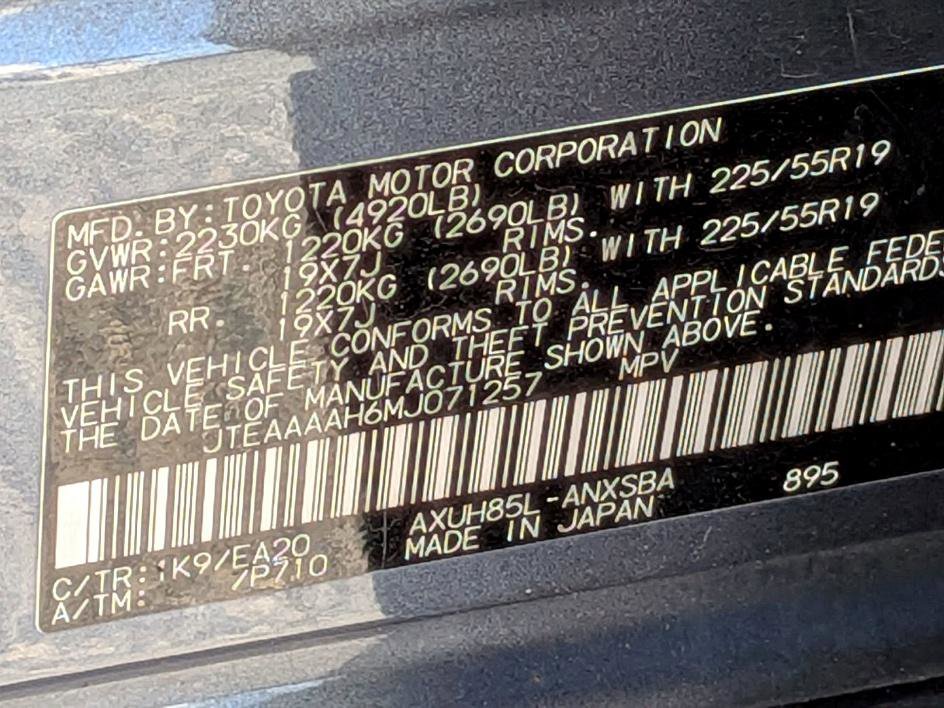 MFD. BY: TOYOTA MOTOR CORPORATION
GVWR: 2230KG (4920LB)
GAWR: FRT. 1220KG (2690LB) WITH 225/55R19
19X7J RIMS.
RR. 1220KG (2690LB) WITH 225/55R19
19X7J RIMS.
THIS VEHICLE CONFORMS TO ALL APPLICABLE FEDE
VEHICLE SAFETY AND THEFT PREVENTION STANDARDS
THE DATE OF MANUFACTURE SHOWN ABOVE.
JTEAAAAH6MJ071257 MPV
AXUH85L-ANXSBA 895
C/TR: 1K9/EA20 MADE IN JAPAN
A/TM: /P710